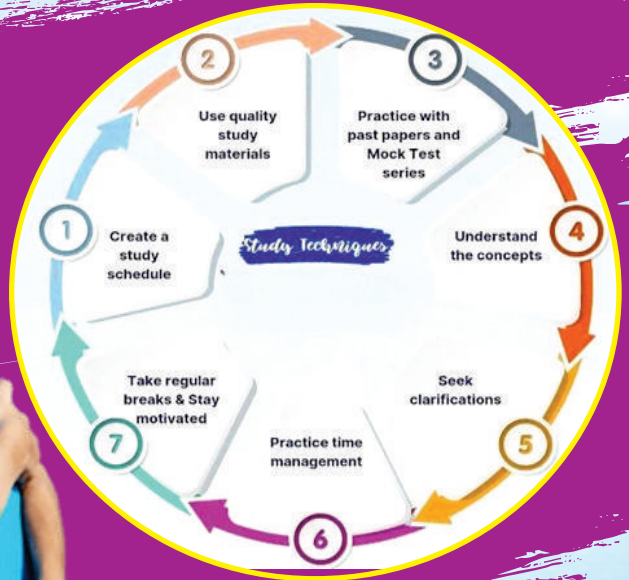 Study Techniques
1
Create a
study
schedule
2
Use quality
study
materials
3
Practice with
past papers and
Mock Test
series
4
Understand
the concepts
5
Seek
clarifications
6
Practice time
management
7
Take regular
breaks & Stay
motivated